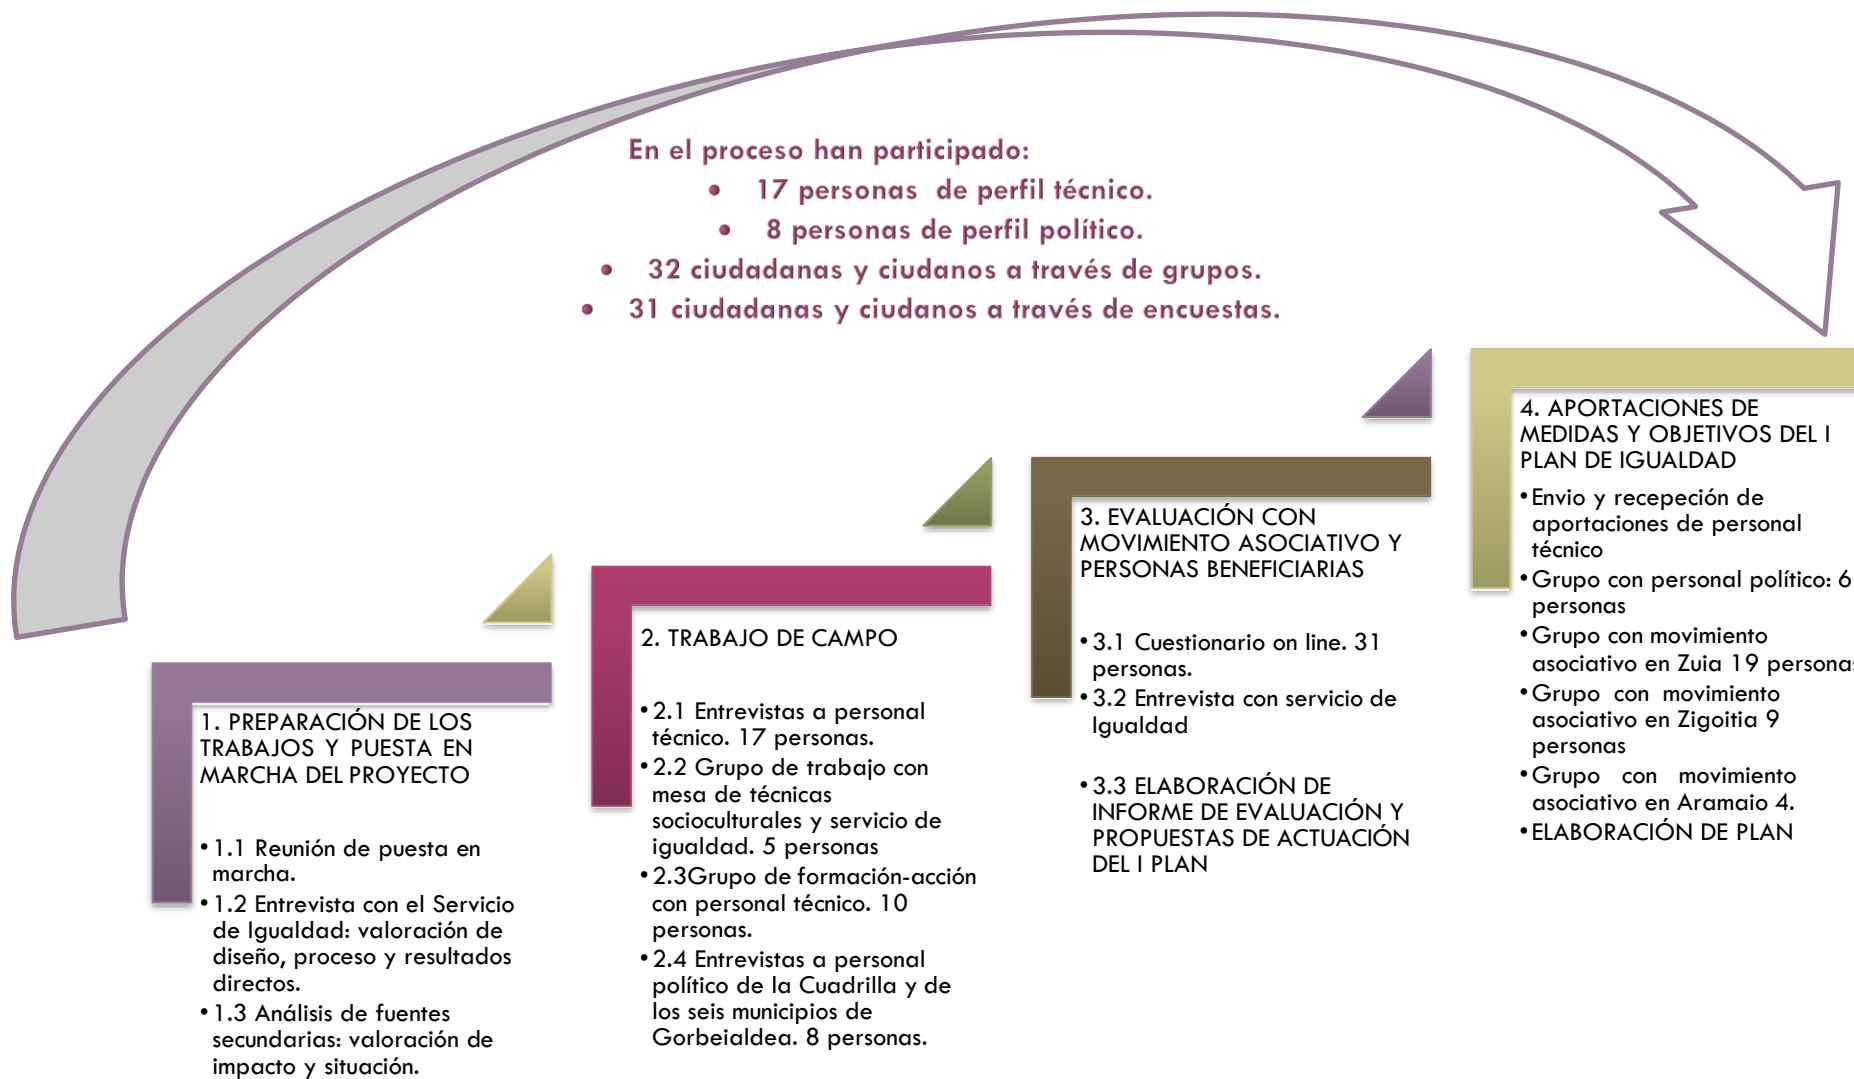 En el proceso han participado:
• 17 personas de perfil técnico.
• 8 personas de perfil político.
• 32 ciudadanas y ciudanos a través de grupos.
• 31 ciudadanas y ciudanos a través de encuestas.
1. PREPARACIÓN DE LOS
TRABAJOS Y PUESTA EN
MARCHA DEL PROYECTO
•1.1 Reunión de puesta en
marcha.
•1.2 Entrevista con el Servicio
de Igualdad: valoración de
diseño, proceso y resultados
directos.
•1.3 Análisis de fuentes
secundarias: valoración de
impacto y situación.
2. TRABAJO DE CAMPO
•2.1 Entrevistas a personal
técnico. 17 personas.
•2.2 Grupo de trabajo con
mesa de técnicas
socioculturales y servicio de
igualdad. 5 personas
•2.3Grupo de formación-acción
con personal técnico. 10
personas.
•2.4 Entrevistas a personal
político de la Cuadrilla y de
los seis municipios de
Gorbeialdea. 8 personas.
3. EVALUACIÓN CON
MOVIMIENTO ASOCIATIVO Y
PERSONAS BENEFICIARIAS
•3.1 Cuestionario on line. 31
personas.
•3.2 Entrevista con servicio de
Igualdad
•3.3 ELABORACIÓN DE
INFORME DE EVALUACIÓN Y
PROPUESTAS DE ACTUACIÓN
DEL I PLAN
4. APORTACIONES DE
MEDIDAS Y OBJETIVOS DEL I
PLAN DE IGUALDAD
•Envio y recepeción de
aportaciones de personal
técnico
•Grupo con personal político: 6
personas
•Grupo con movimiento
asociativo en Zuia 19 personas
•Grupo con movimiento
asociativo en Zigoitia 9
personas
•Grupo con movimiento
asociativo en Aramaio 4.
•ELABORACIÓN DE PLAN